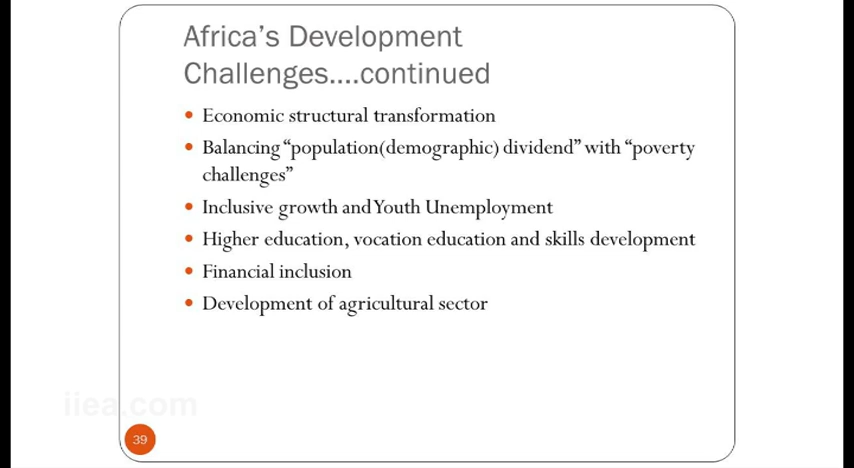 Africa’s Development
Challenges....continued
Economic structural transformation
Balancing “population(demographic) dividend” with “poverty
challenges”
Inclusive growth and Youth Unemployment
Higher education, vocation education and skills development
Financial inclusion
Development of agricultural sector
iiea.com
39